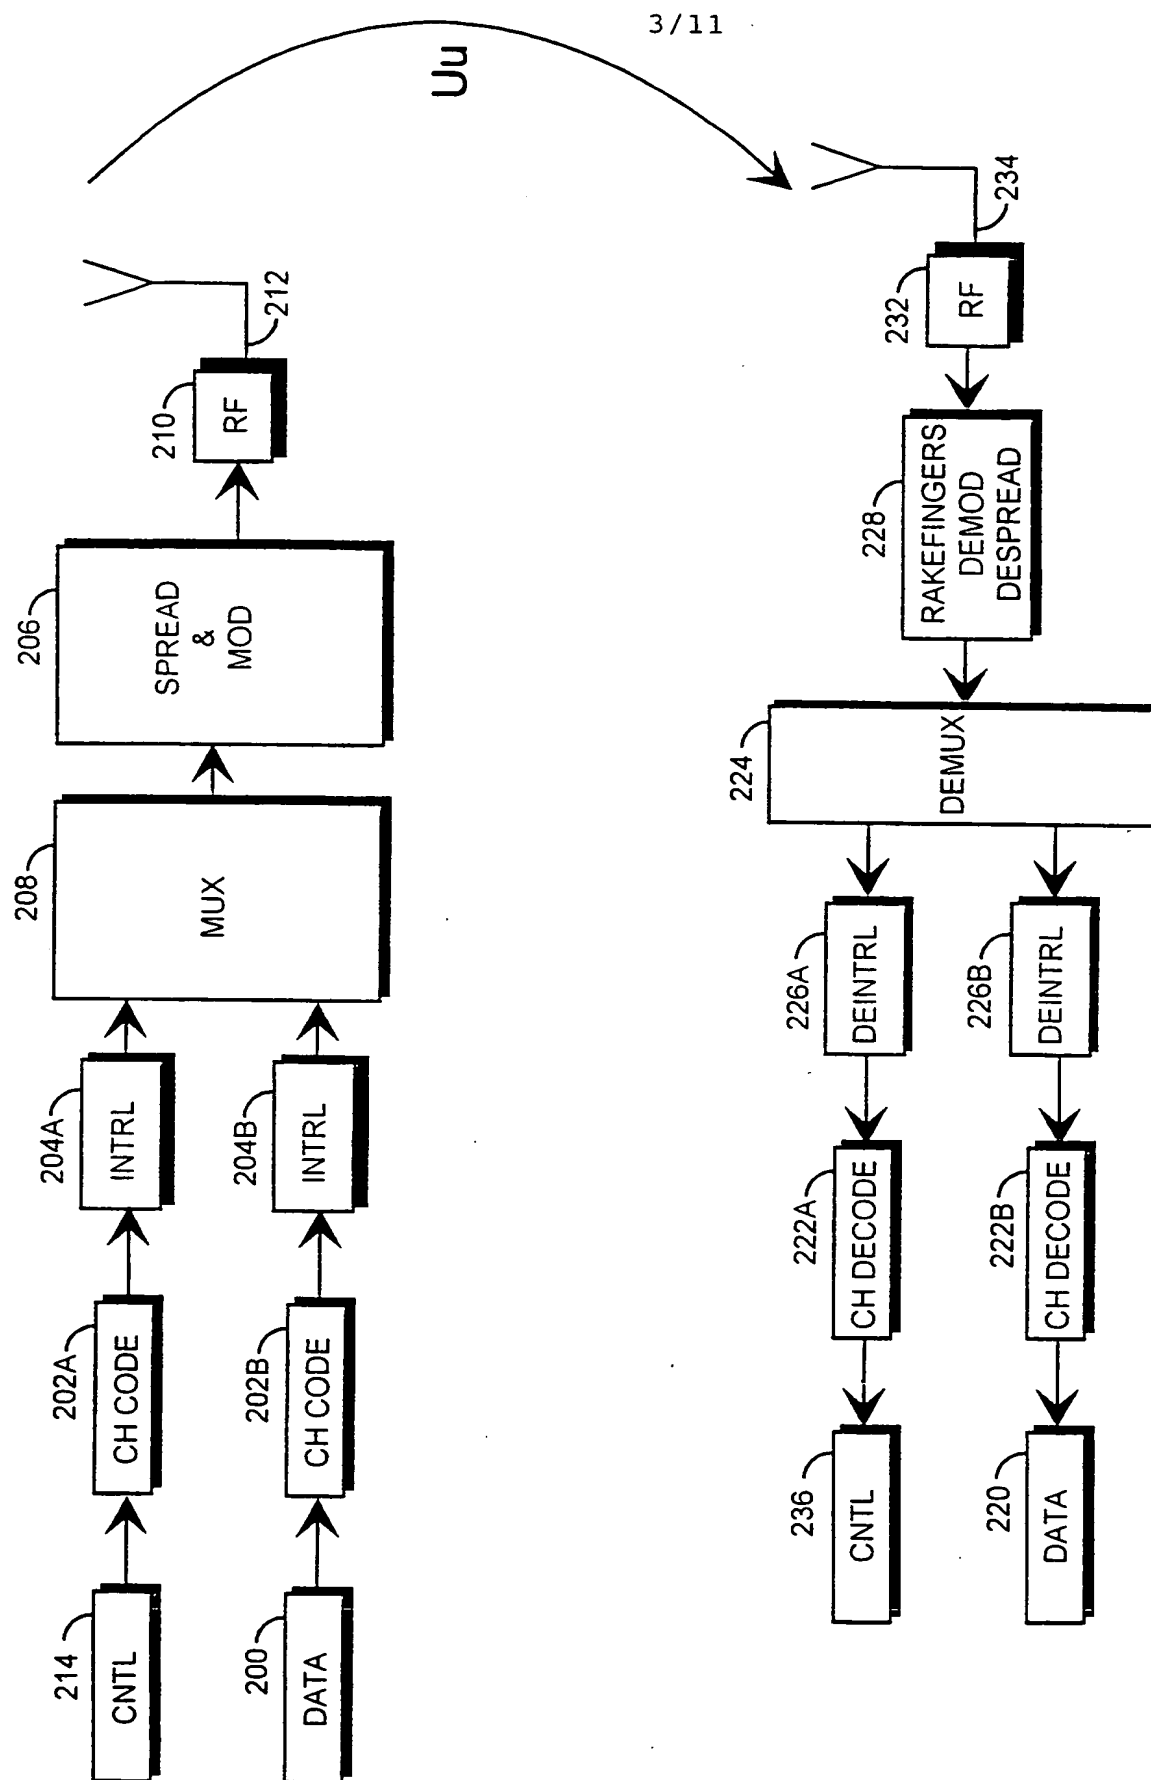 3/11
Uu
214
CNTL
202A
CH CODE
204A
INTRL
200
DATA
202B
CH CODE
204B
INTRL
208
MUX
206
SPREAD
&
MOD
210
RF
212
234
232
RF
228
RAKEFINGERS
DEMOD
DESPREAD
224
DEMUX
226A
DEINTRL
222A
CH DECODE
236
CNTL
226B
DEINTRL
222B
CH DECODE
220
DATA